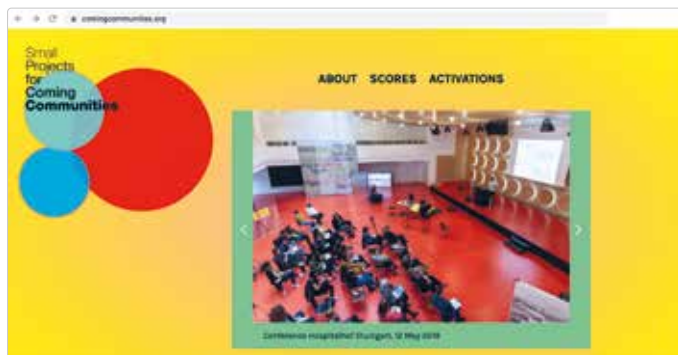 comingcommunities.org
Small
Projects
for
Coming
Communities
ABOUT SCORES ACTIVATIONS
Conference Hospitalhof Stuttgart, 12 May 2019